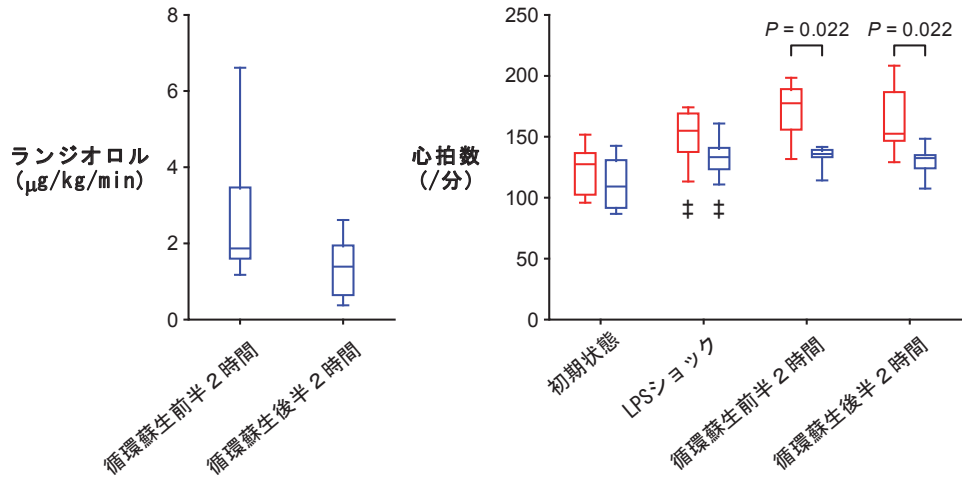 ランジオロル
(μg/kg/min)
8
6
4
2
0
循環蘇生前半２時間
循環蘇生後半２時間
心拍数
(/分)
250
200
150
100
50
0
P = 0.022
P = 0.022
‡
‡
初期状態
LPSショック
循環蘇生前半２時間
循環蘇生後半２時間